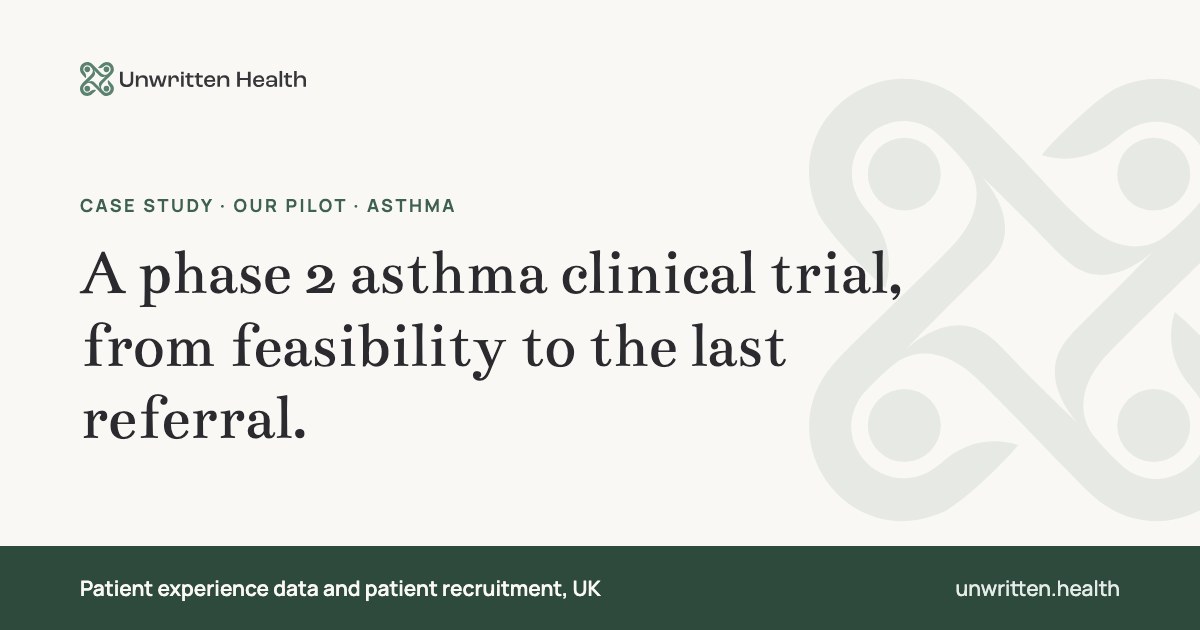 Unwritten Health
CASE STUDY · OUR PILOT · ASTHMA
A phase 2 asthma clinical trial,
from feasibility to the last
referral.
Patient experience data and patient recruitment, UK
unwritten.health